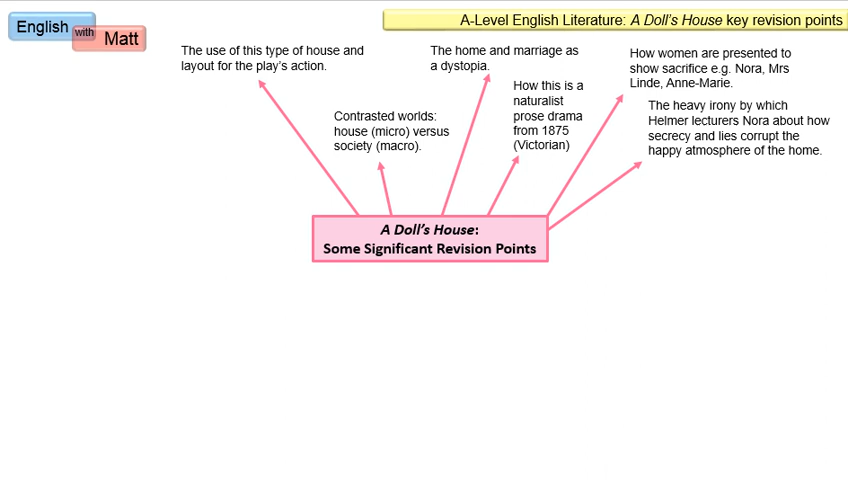 English
with
Matt
A-Level English Literature: A Doll's House key revision points
The use of this type of house and
layout for the play's action.
Contrasted worlds:
house (micro) versus
society (macro).
The home and marriage as
a dystopia.
How this is a
naturalist
prose drama
from 1875
(Victorian)
How women are presented to
show sacrifice e.g. Nora, Mrs
Linde, Anne-Marie.
The heavy irony by which
Helmer lecturers Nora about how
secrecy and lies corrupt the
happy atmosphere of the home.
A Doll's House:
Some Significant Revision Points